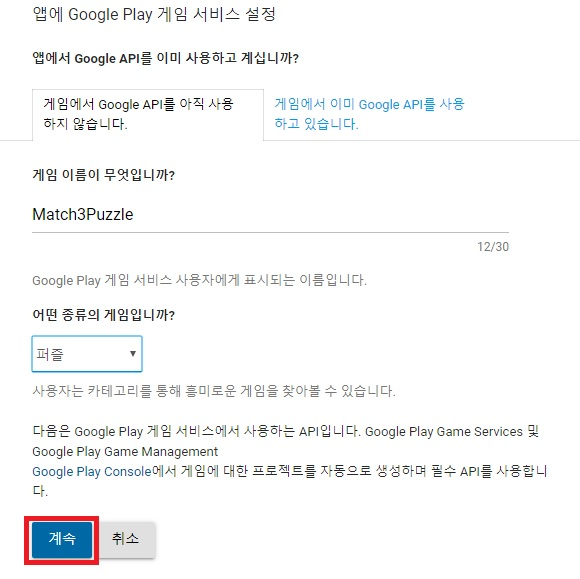 앱에 Google Play 게임 서비스 설정
앱에서 Google API를 이미 사용하고 계십니까?
게임에서 Google API를 아직 사용
하지 않습니다.
게임에서 이미 Google API를 사용
하고 있습니다.
게임 이름이 무엇입니까?
Match3Puzzle
12/30
Google Play 게임 서비스 사용자에게 표시되는 이름입니다.
어떤 종류의 게임입니까?
퍼즐
사용자는 카테고리를 통해 흥미로운 게임을 찾아볼 수 있습니다.
다음은 Google Play 게임 서비스에서 사용하는 API입니다. Google Play Game Services 및
Google Play Game Management
Google Play Console에서 게임에 대한 프로젝트를 자동으로 생성하며 필수 API를 사용합니
다.
계속
취소